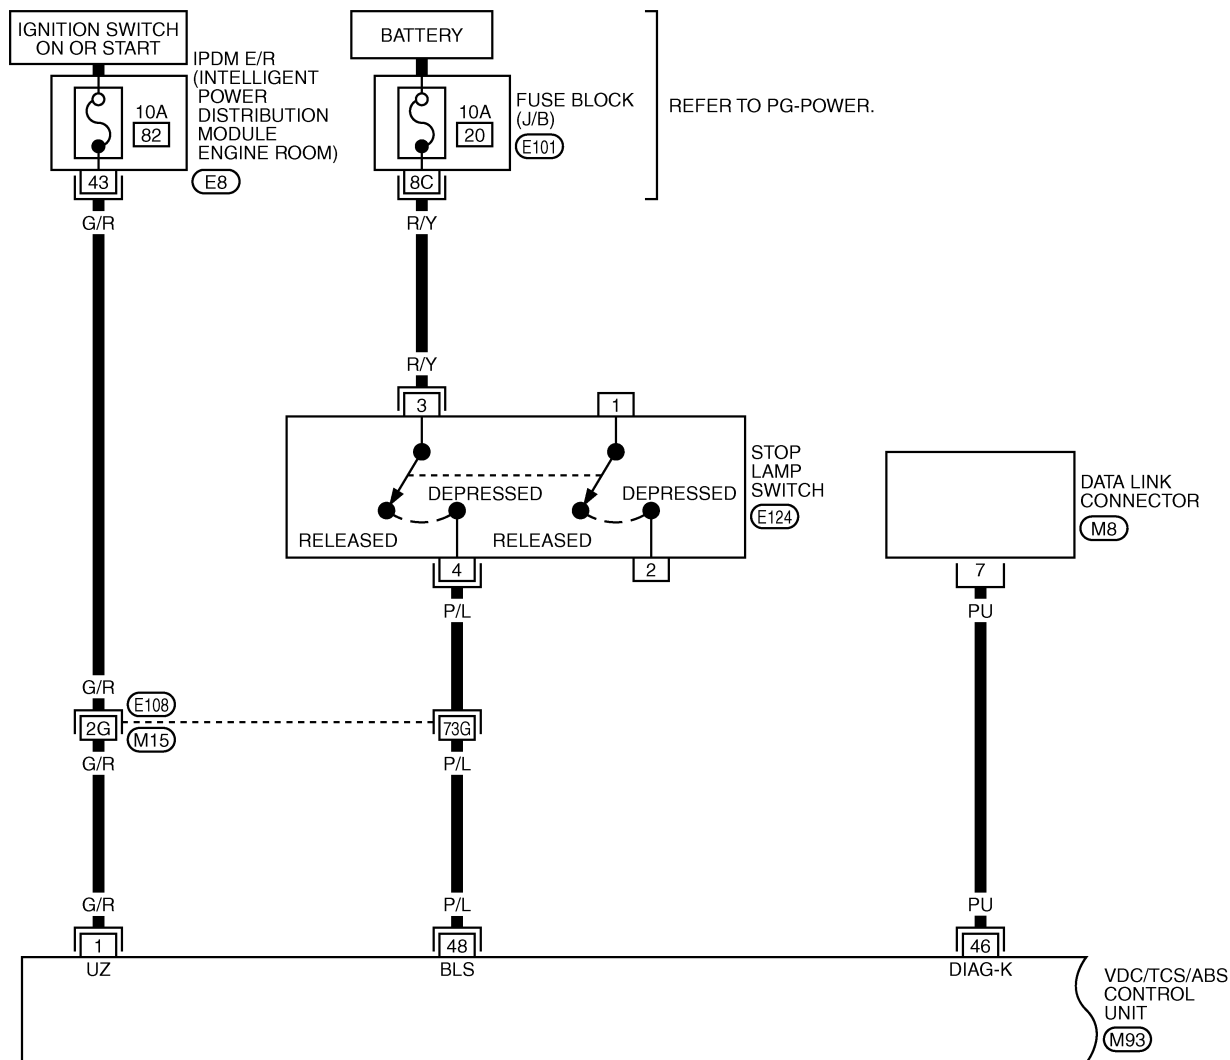 IGNITION SWITCH
ON OR START
BATTERY
IPDM E/R
(INTELLIGENT
POWER
DISTRIBUTION
MODULE
ENGINE ROOM)
E8
10A
82
43
10A
20
8C
FUSE BLOCK
(J/B)
E101
REFER TO PG-POWER.
G/R
R/Y
R/Y
3
1
DEPRESSED
DEPRESSED
RELEASED
RELEASED
STOP
LAMP
SWITCH
E124
4
2
DATA LINK
CONNECTOR
M8
7
P/L
PU
G/R
E108
2G
M15
73G
G/R
P/L
G/R
P/L
PU
1
48
46
UZ
BLS
DIAG-K
VDC/TCS/ABS
CONTROL
UNIT
M93